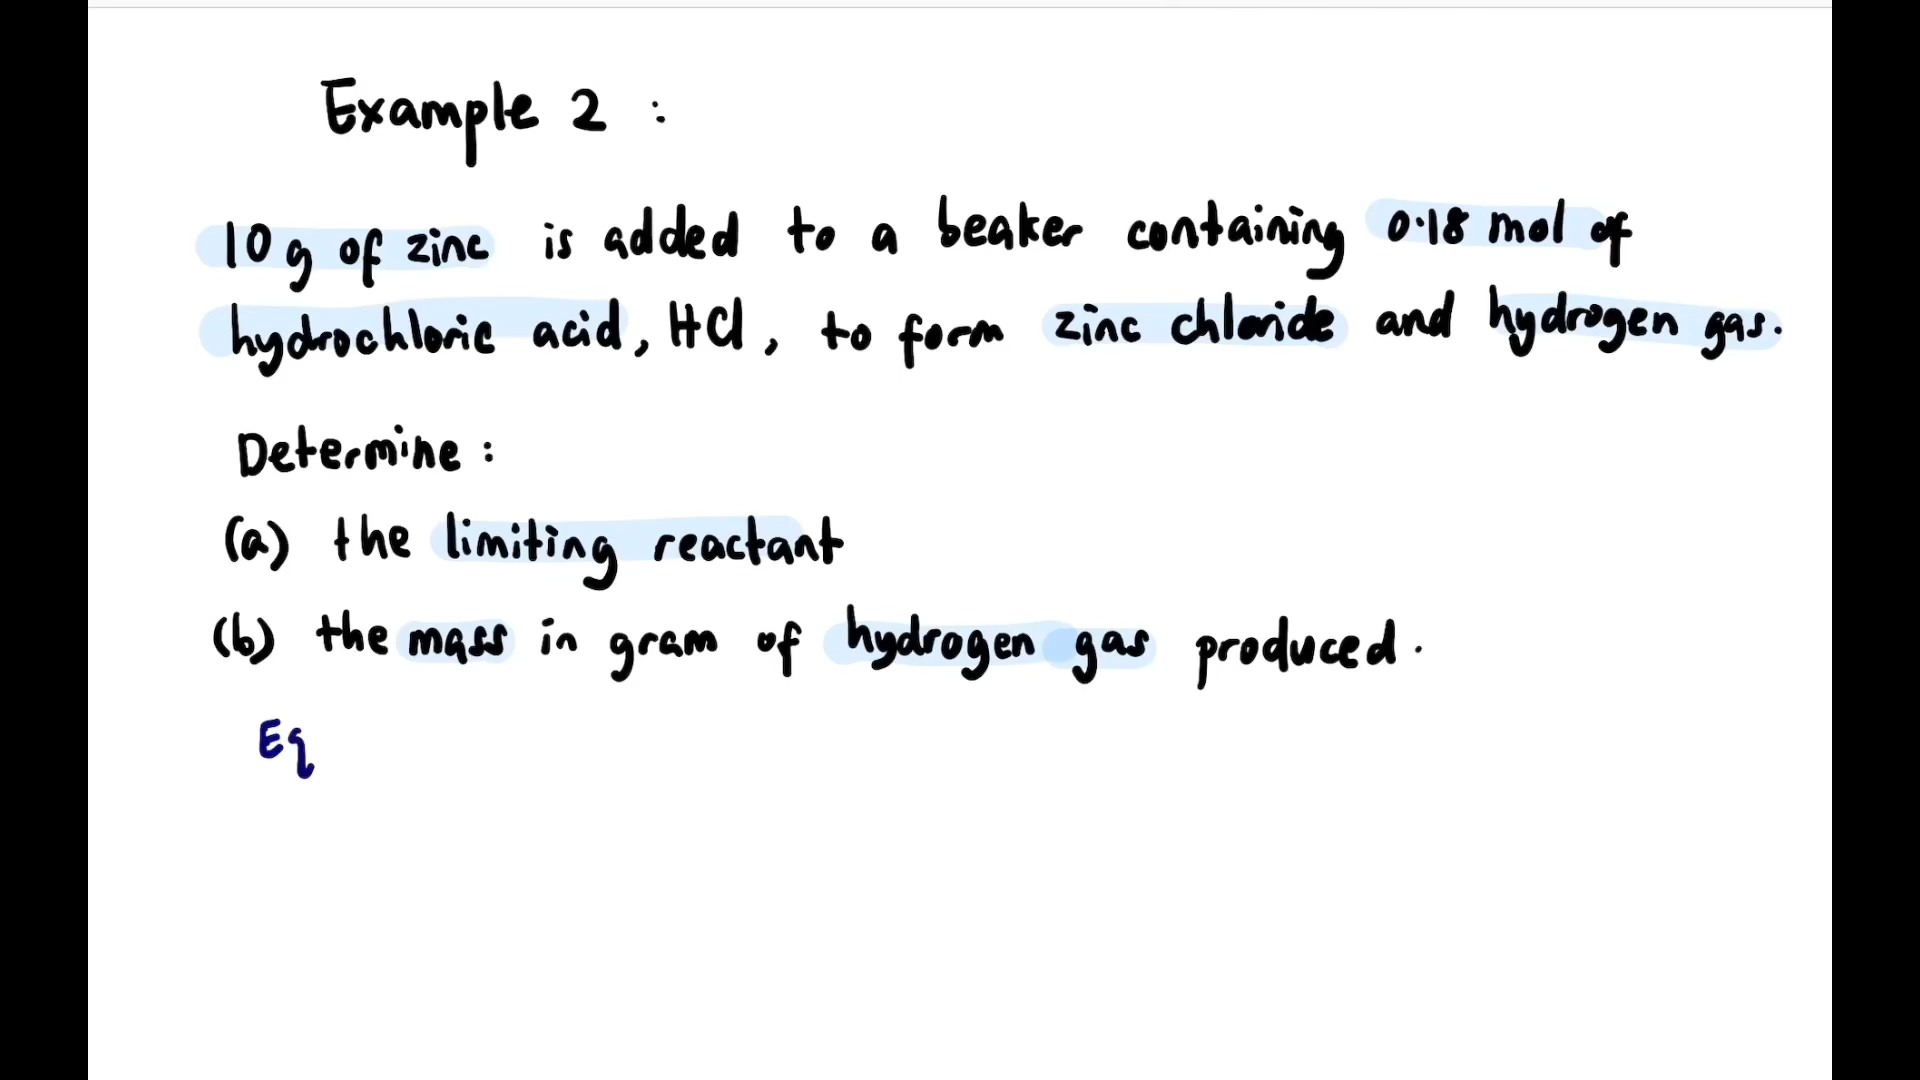 Example 2 :
10 g of zinc is added to a beaker containing 0.18 mol of
hydrochloric acid, HCl, to form zinc chloride and hydrogen gas.
Determine :
(a) the limiting reactant
(b) the mass in gram of hydrogen gas produced.
Eq